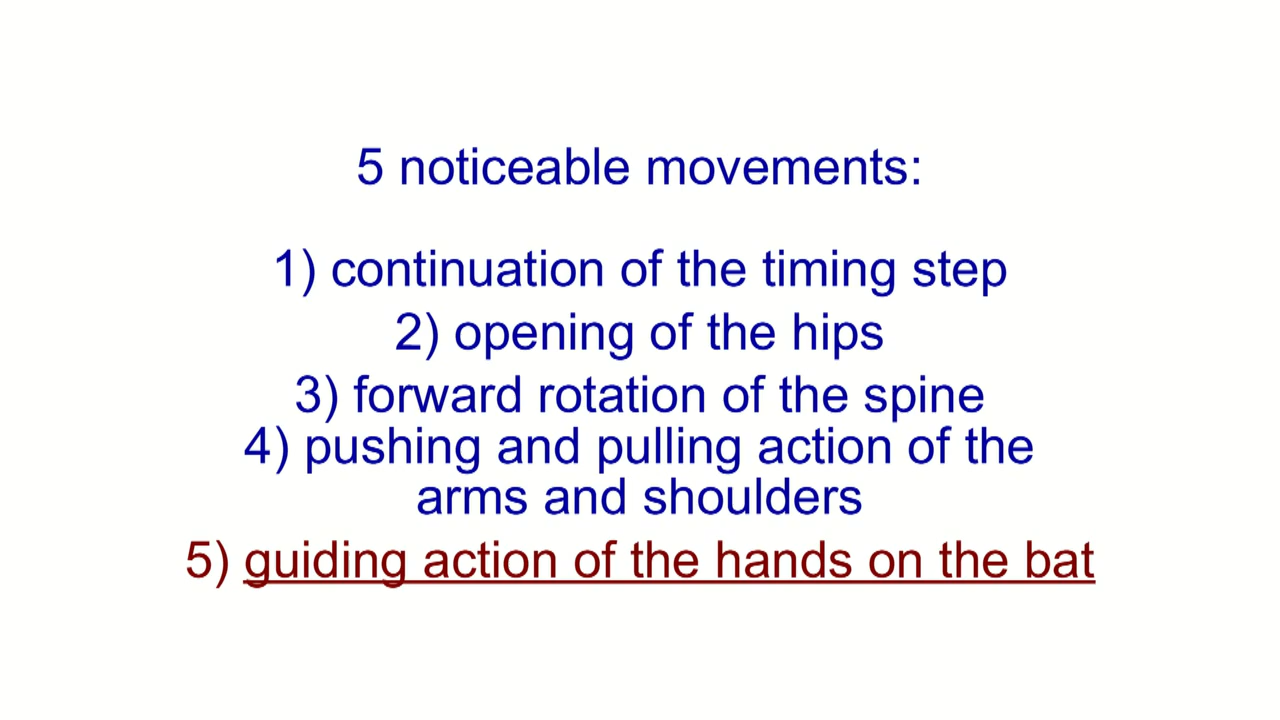 5 noticeable movements:
1) continuation of the timing step
2) opening of the hips
3) forward rotation of the spine
4) pushing and pulling action of the
arms and shoulders
5) guiding action of the hands on the bat